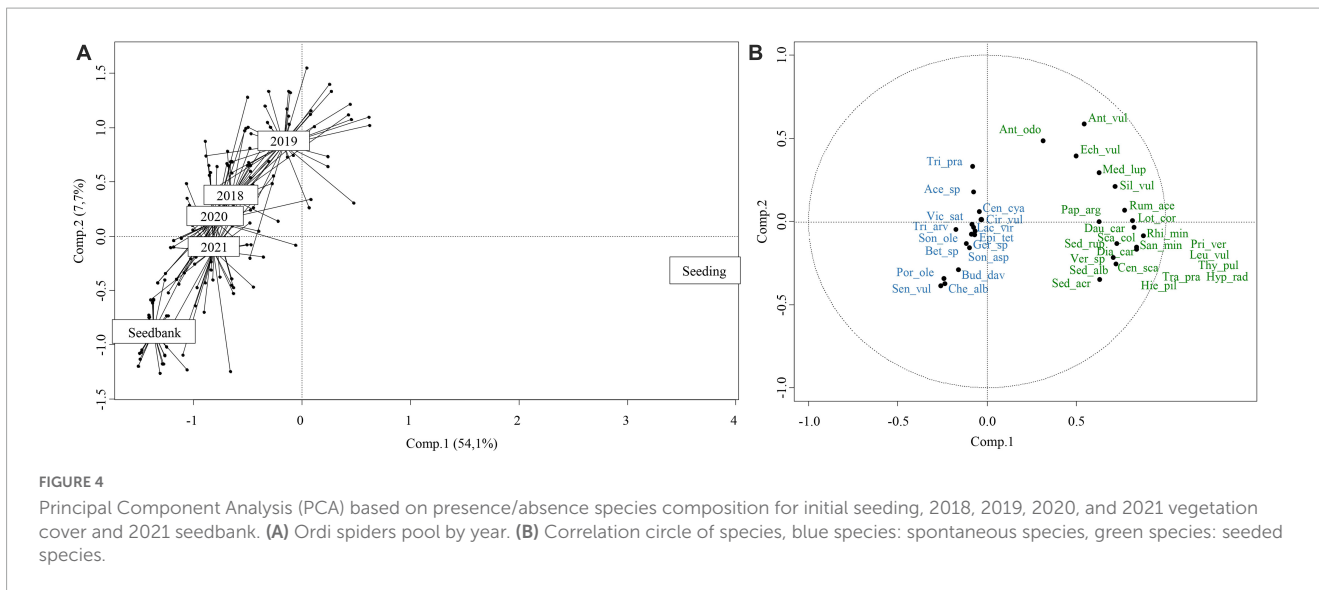 A
1.5
1.0
0.5
0.0
-0.5
-1.0
-1.5
2019
2018
2020
2021
Seedbank
Seeding
-1 0 1 2 3 4
Comp.1 (54,1%)
Comp.2 (7,7%)
B
1.0
0.5
0.0
-0.5
-1.0
Comp.2
Ant_vul
Ant_odo
Ech_vul
Tri_pra
Med_lup
Ace_sp
Sil_vul
Cen_cya
Pap_arg
Rum_ace
Vic_sat
Cir_vul
Lot_cor
Tri_arv
Lac_vir
Dau_car
Son_ole
Epi_tet
Sca_col
Rhi_min
Bet_sp
Ger_sp
Sed_rup
Dia_car
San_min
Pri_ver
Son_asp
Ver_sp
Leu_vul
Sed_alb
Cen_sca
Thy_pul
Por_ole
Bud_dav
Sed_acr
Tra_pra
Hyp_rad
Sen_vul
Che_alb
Hie_pil
-1.0 -0.5 0.0 0.5
Comp.1
FIGURE 4
Principal Component Analysis (PCA) based on presence/absence species composition for initial seeding, 2018, 2019, 2020, and 2021 vegetation
cover and 2021 seedbank. (A) Ordi spiders pool by year. (B) Correlation circle of species, blue species: spontaneous species, green species: seeded
species.